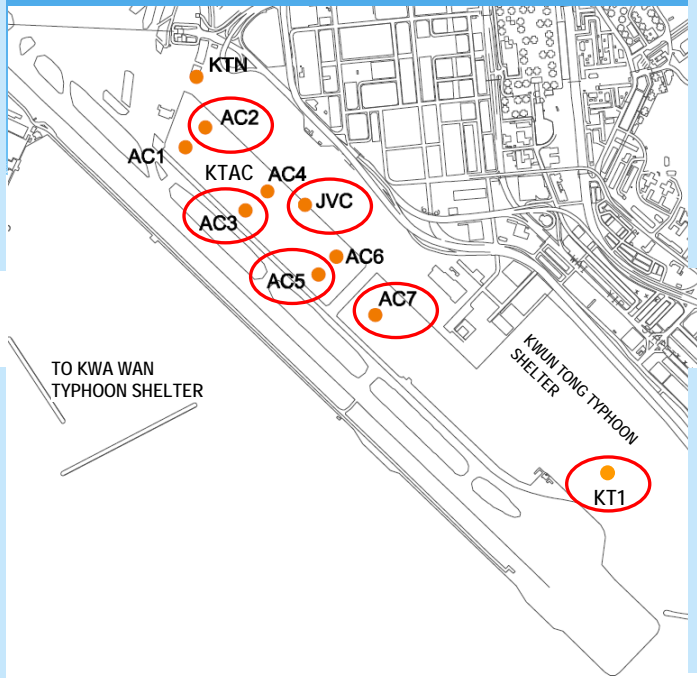 KTN
AC2
AC1
KTAC
AC4
JVC
AC3
AC6
AC5
AC7
TO KWA WAN
TYPHOON SHELTER
KWUN TONG TYPHOON
SHELTER
KT1